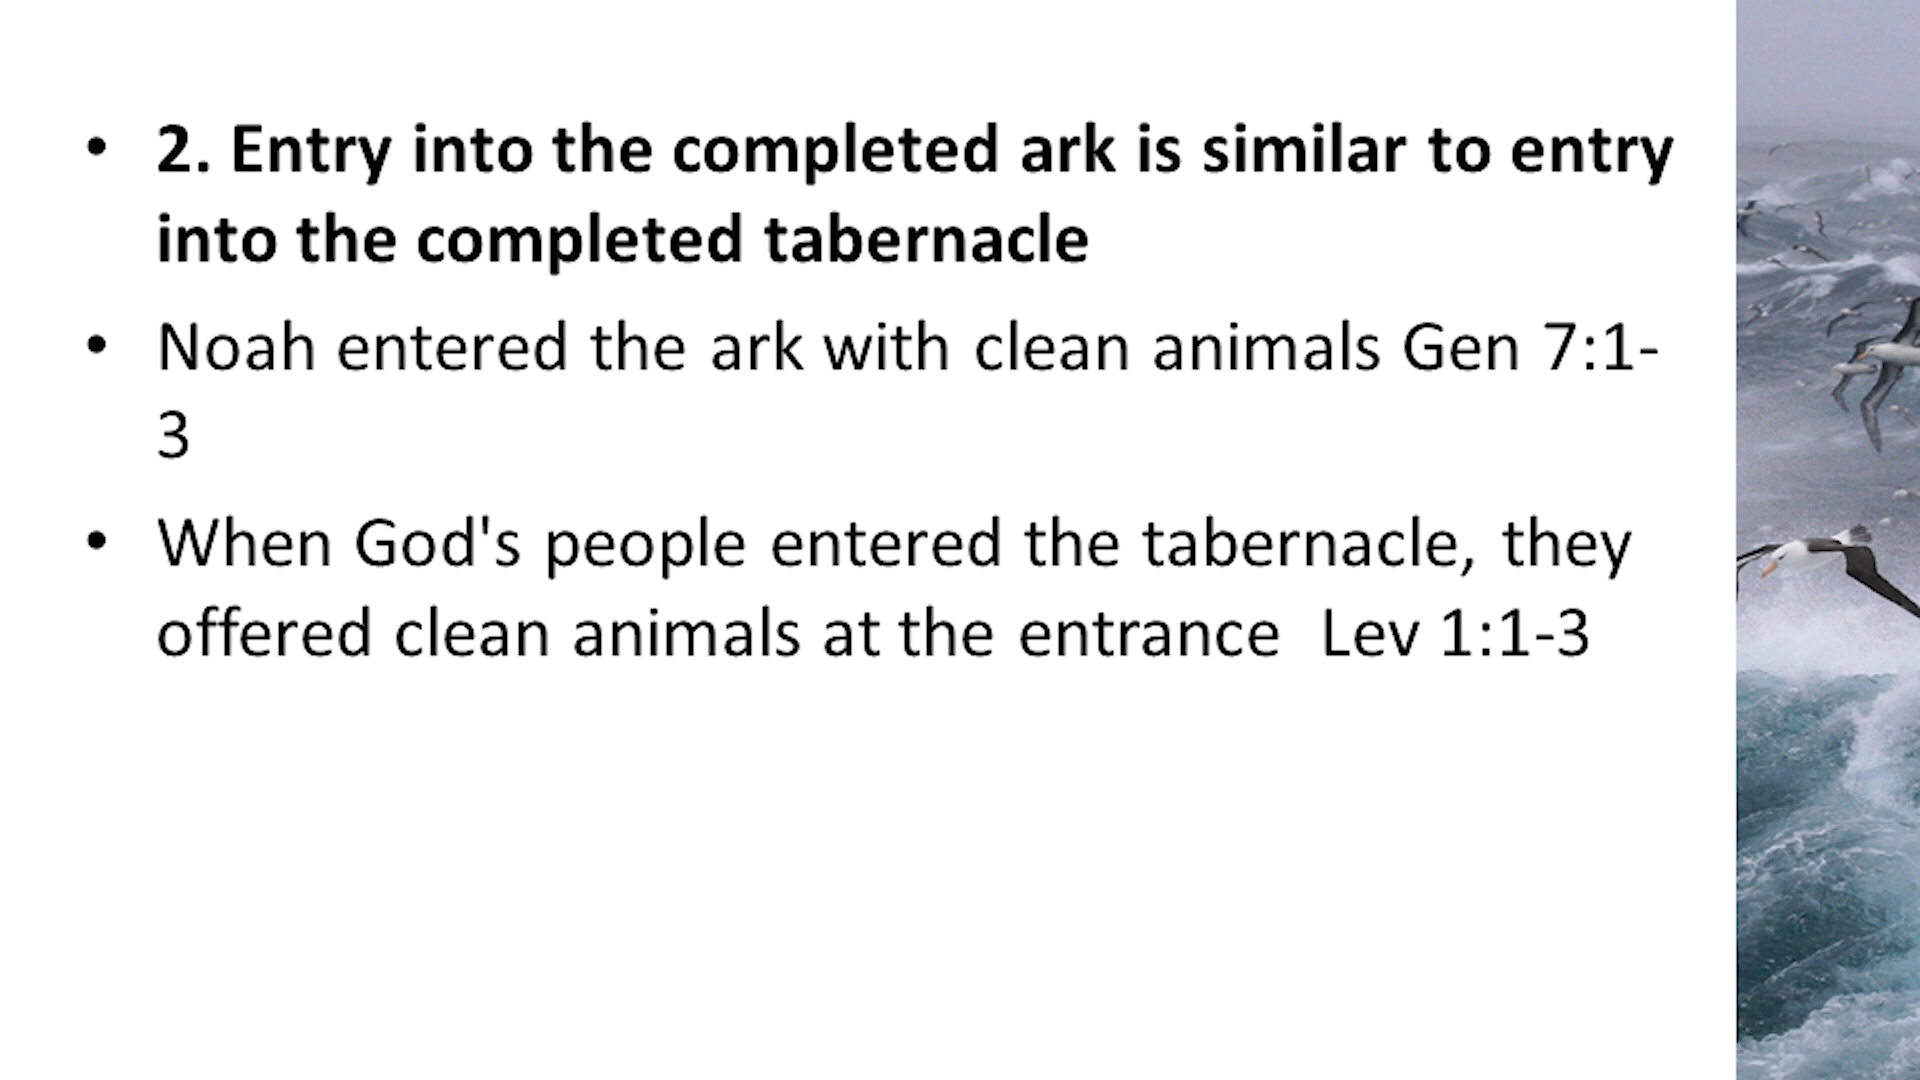 • 2. Entry into the completed ark is similar to entry
into the completed tabernacle
• Noah entered the ark with clean animals Gen 7:1-
3
• When God's people entered the tabernacle, they
offered clean animals at the entrance  Lev 1:1-3